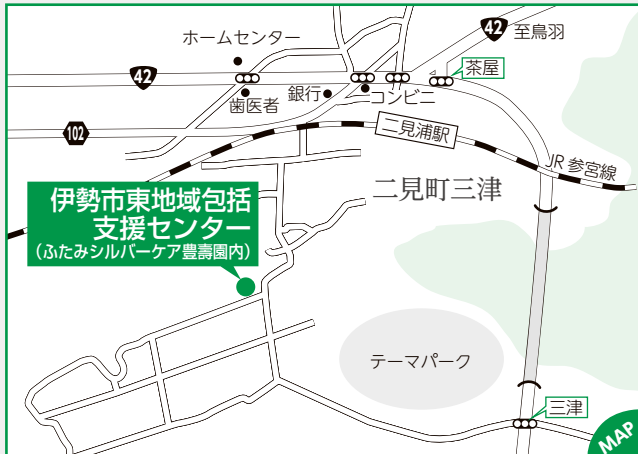 42
至鳥羽
ホームセンター
42
茶屋
歯医者
銀行
コンビニ
102
二見浦駅
JR 参宮線
二見町三津
伊勢市東地域包括
支援センター
(ふたみシルバーケア豊壽園内)
テーマパーク
三津
MAP